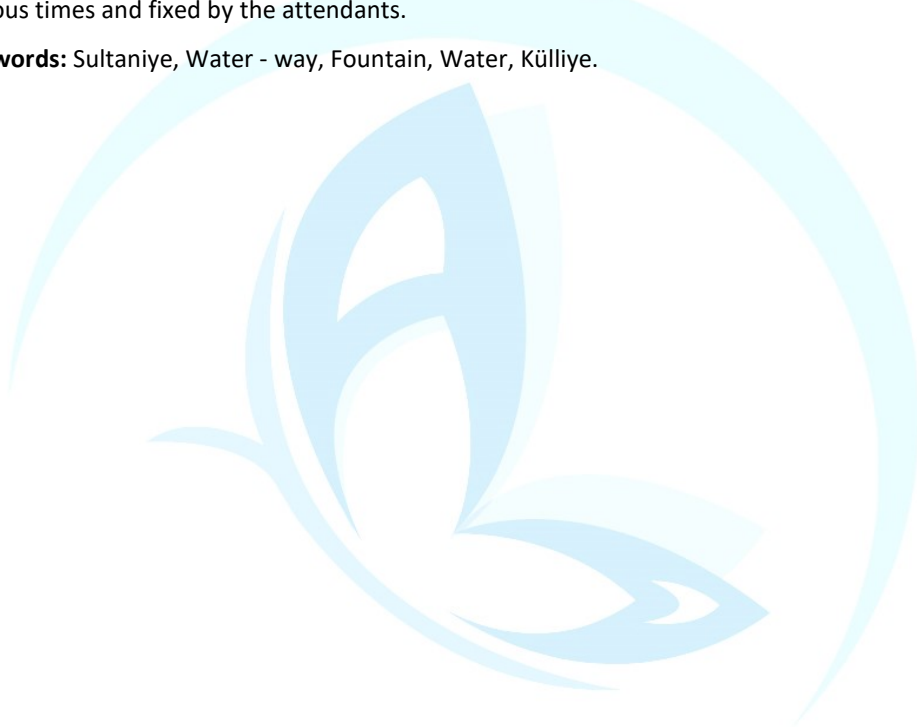 ous times and fixed by the attendants.
words: Sultaniye, Water - way, Fountain, Water, Külliye.